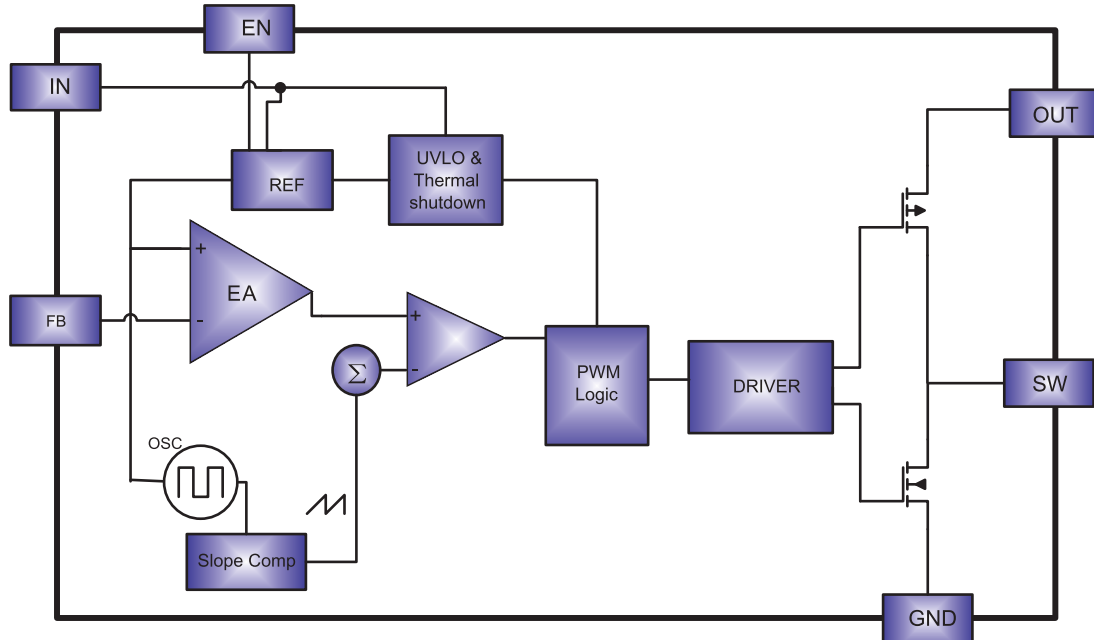 EN
IN
OUT
UVLO &
Thermal
shutdown
REF
+
EA
-
FB
+
-
Σ
PWM
Logic
DRIVER
SW
OSC
Slope Comp
GND